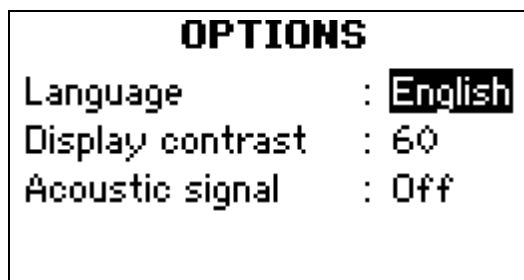 OPTIONS
Language : English
Display contrast : 60
Acoustic signal : Off